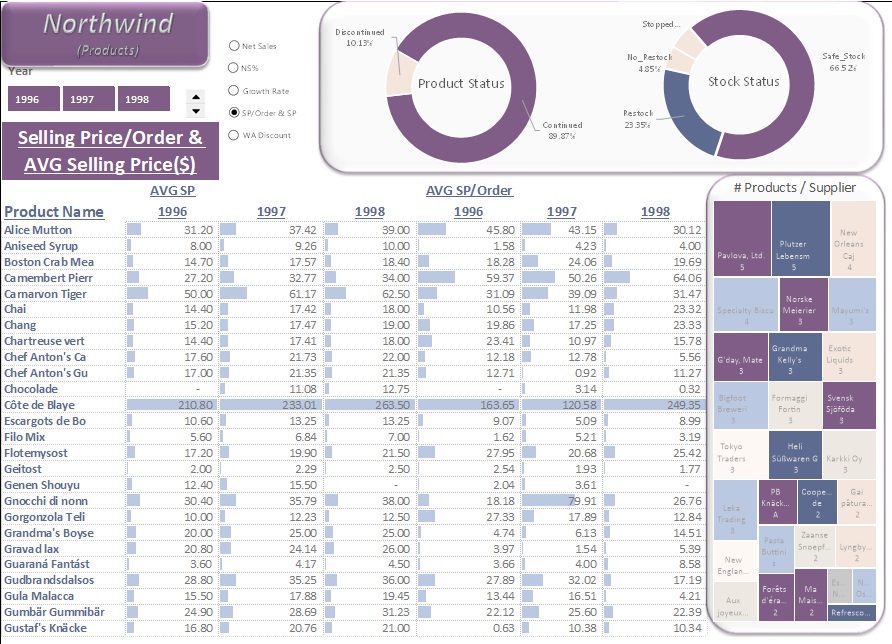 Northwind
(Products)
Year
1996 1997 1998
Net Sales
NS%
Growth Rate
SP/Order & SP
WA Discount
Selling Price/Order &
AVG Selling Price($)
Discontinued
10.13%
Product Status
Continued
89.87%
Stopped...
No_Restock
4.85%
Restock
23.35%
Stock Status
Safe_Stock
66.52%
AVG SP AVG SP/Order
Product Name 1996 1997 1998 1996 1997 1998
Alice Mutton 31.20 37.42 39.00 45.80 43.15 30.12
Aniseed Syrup 8.00 9.26 10.00 1.58 4.23 4.00
Boston Crab Mea 14.70 17.57 18.40 18.28 24.06 19.69
Camembert Pierr 27.20 32.77 34.00 59.37 50.26 64.06
Carnarvon Tiger 50.00 61.17 62.50 31.09 39.09 31.47
Chai 14.40 17.42 18.00 10.56 11.98 23.32
Chang 15.20 17.47 19.00 19.86 17.25 23.33
Chartreuse vert 14.40 17.41 18.00 23.41 10.97 15.78
Chef Anton's Ca 17.60 21.73 22.00 12.18 12.78 5.56
Chef Anton's Gu 17.00 21.35 21.35 12.71 0.92 11.27
Chocolade - 11.08 12.75 - 3.14 0.32
Côte de Blaye 210.80 233.01 263.50 163.65 120.58 249.35
Escargots de Bo 10.60 13.25 13.25 9.07 5.09 8.99
Filo Mix 5.60 6.84 7.00 1.62 5.21 3.19
Flotemysost 17.20 19.90 21.50 27.95 20.68 25.42
Geitost 2.00 2.29 2.50 2.54 1.93 1.77
Genen Shouyu 12.40 15.50 - 2.04 3.61 -
Gnocchi di nonn 30.40 35.79 38.00 18.18 79.91 26.76
Gorgonzola Teli 10.00 12.23 12.50 27.33 17.89 12.84
Grandma's Boyse 20.00 25.00 25.00 4.74 6.13 14.51
Gravad lax 20.80 24.14 26.00 3.97 1.54 5.39
Guaraná Fantást 3.60 4.17 4.50 3.66 4.00 8.58
Gudbrandsdalsos 28.80 35.25 36.00 27.89 32.02 17.19
Gula Malacca 15.50 17.88 19.45 13.44 16.51 4.21
Gumbär Gummibär 24.90 28.69 31.23 22.12 25.60 22.39
Gustaf's Knäcke 16.80 20.76 21.00 0.63 10.38 10.34
# Products / Supplier
Pavlova, Ltd.
5
Plutzer
Lebensm
5
New
Orleans
Caj
4
Specialty Biscu
4
Norske
Meierier
3
Mayumi's
3
G'day, Mate
3
Grandma
Kelly's
3
Exotic
Liquids
3
Bigfoot
Breweri
3
Formaggi
Fortin
3
Svensk
Sjöföda
3
Tokyo
Traders
3
Heli
Süßwaren G
3
Karkki Oy
3
Leka
Trading
3
PB
Knäck...
Coope...
de
2
Gai
pâtura...
2
New
Englan...
Pasta
Buttini
Zaanse
Snoepf...
2
Lyngby...
2
Aux
joyeux...
Forêts
d'éra...
2
Ma
Mais...
2
Es...
N...
N...
Os...
Refresco...